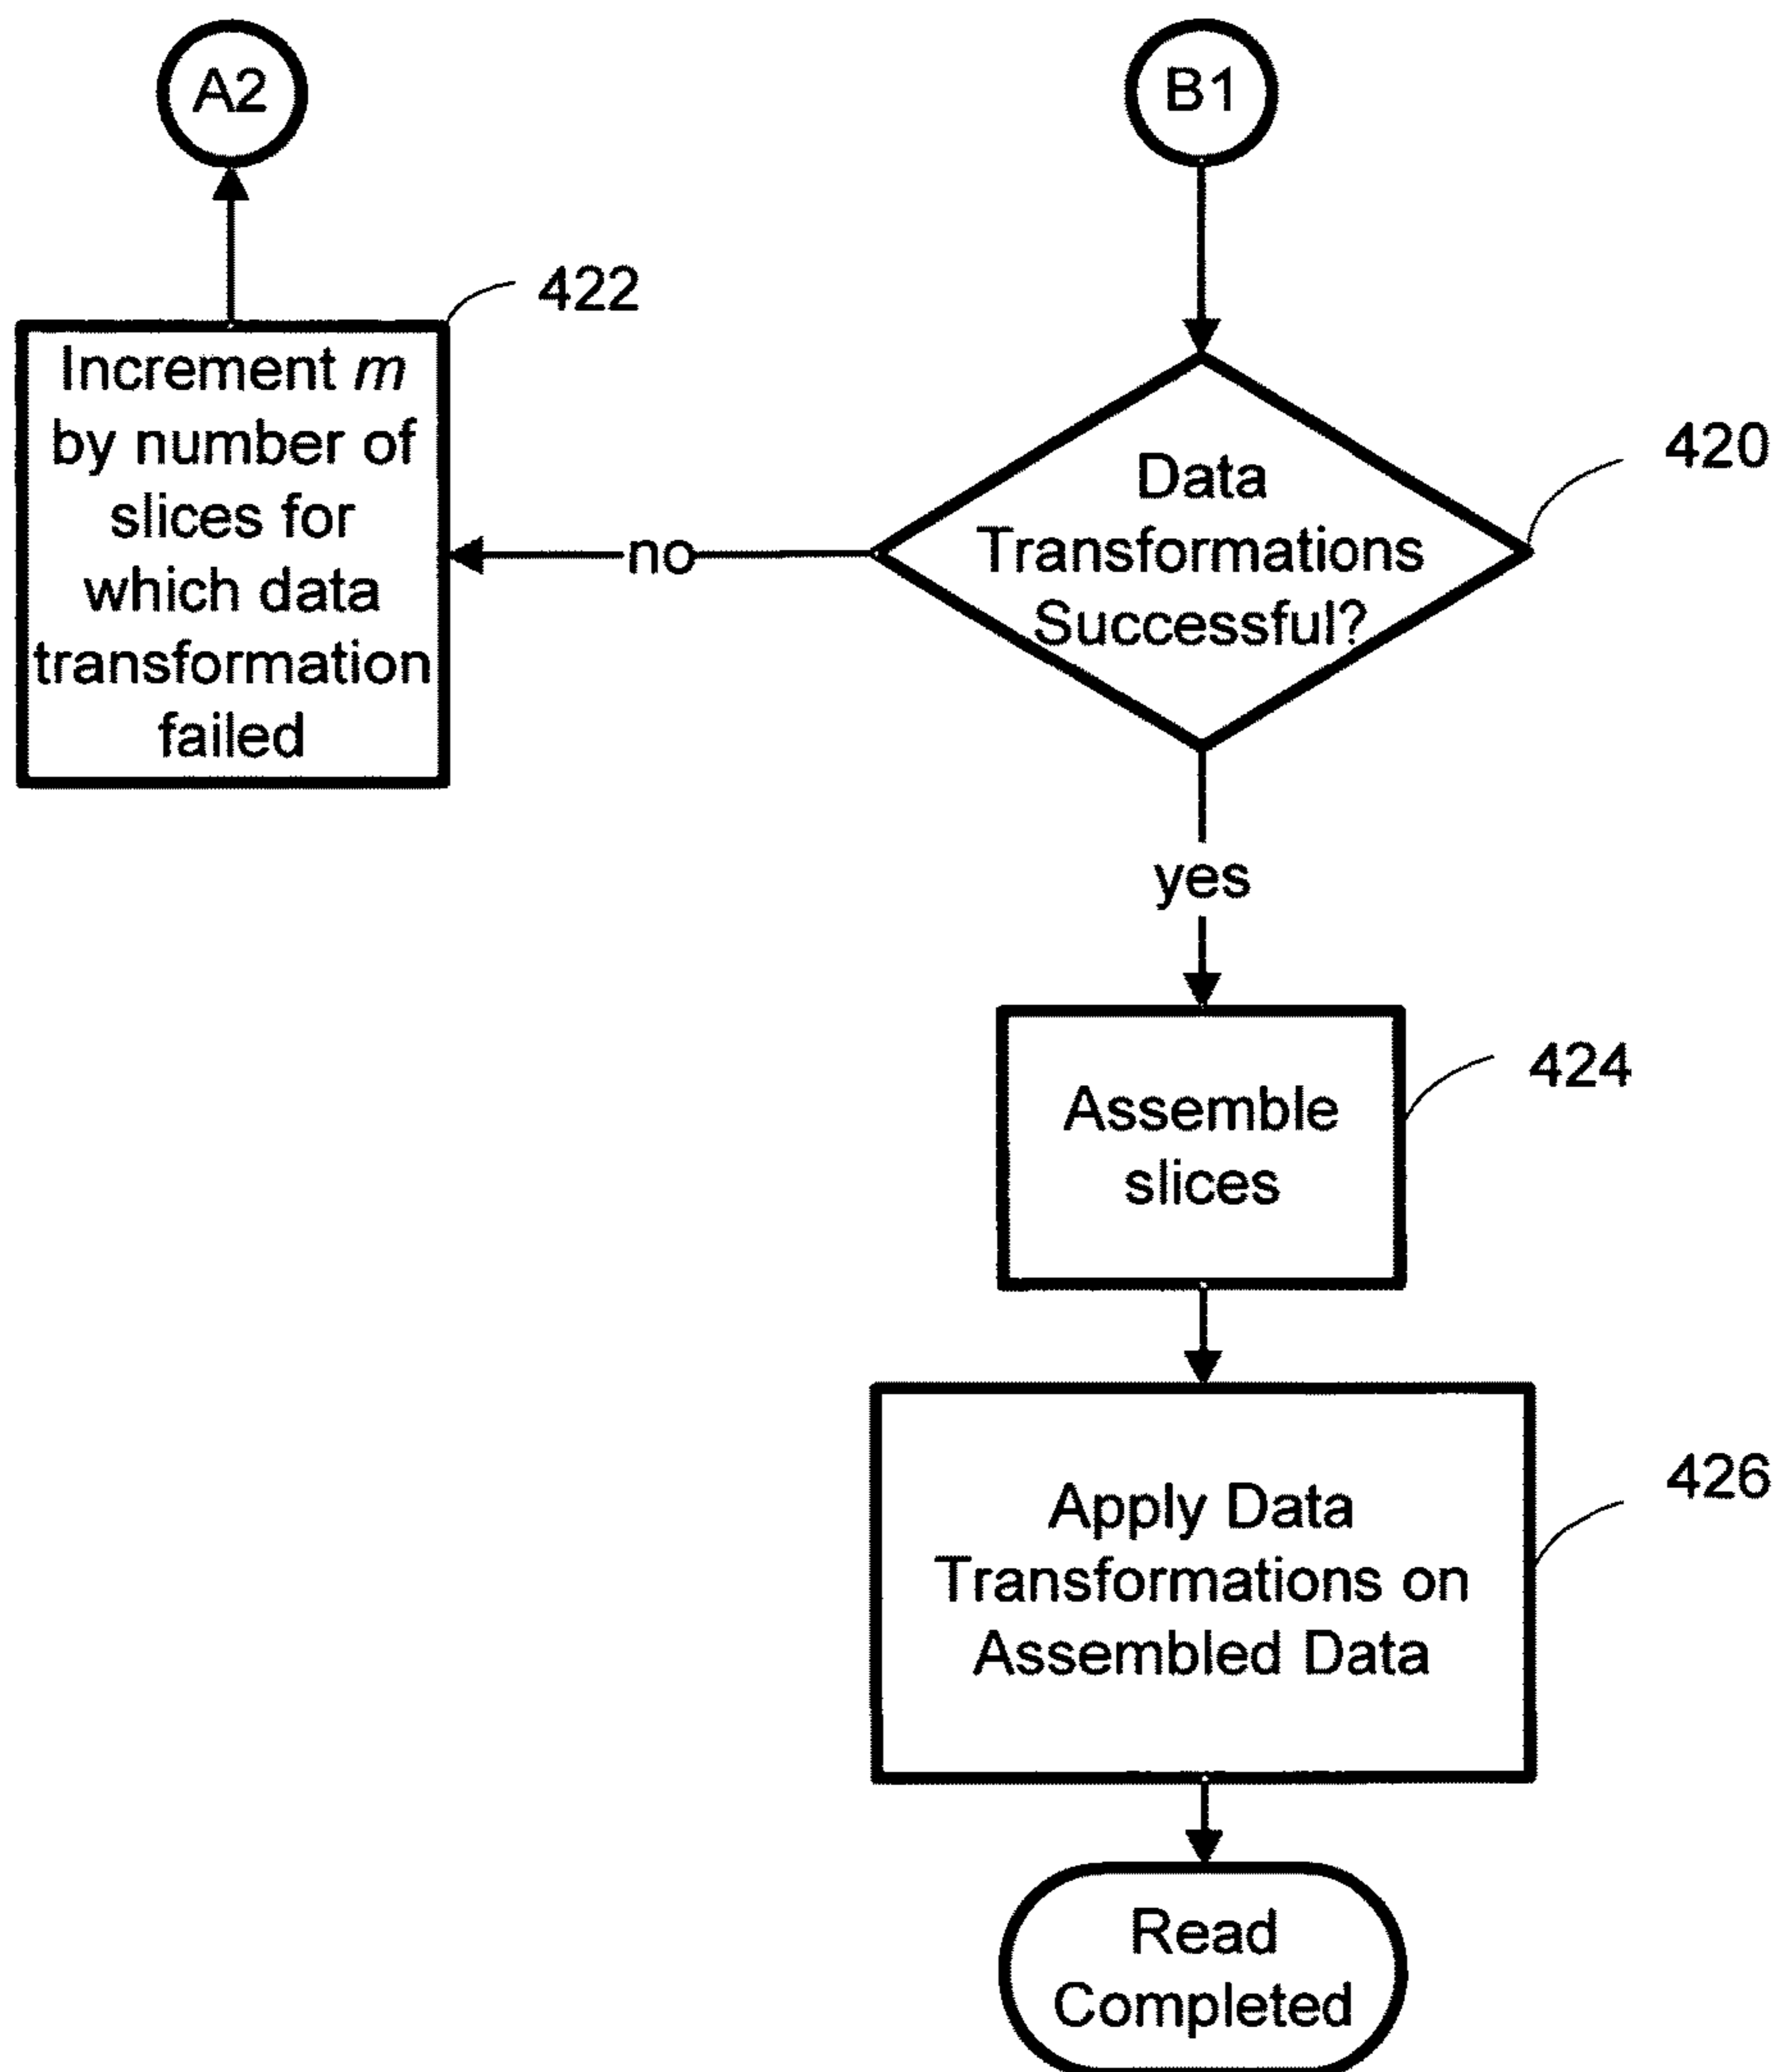 A2
B1
422
Increment m
by number of
slices for
which data
transformation
failed
420
Data
Transformations
Successful?
no
yes
424
Assemble
slices
426
Apply Data
Transformations on
Assembled Data
Read
Completed